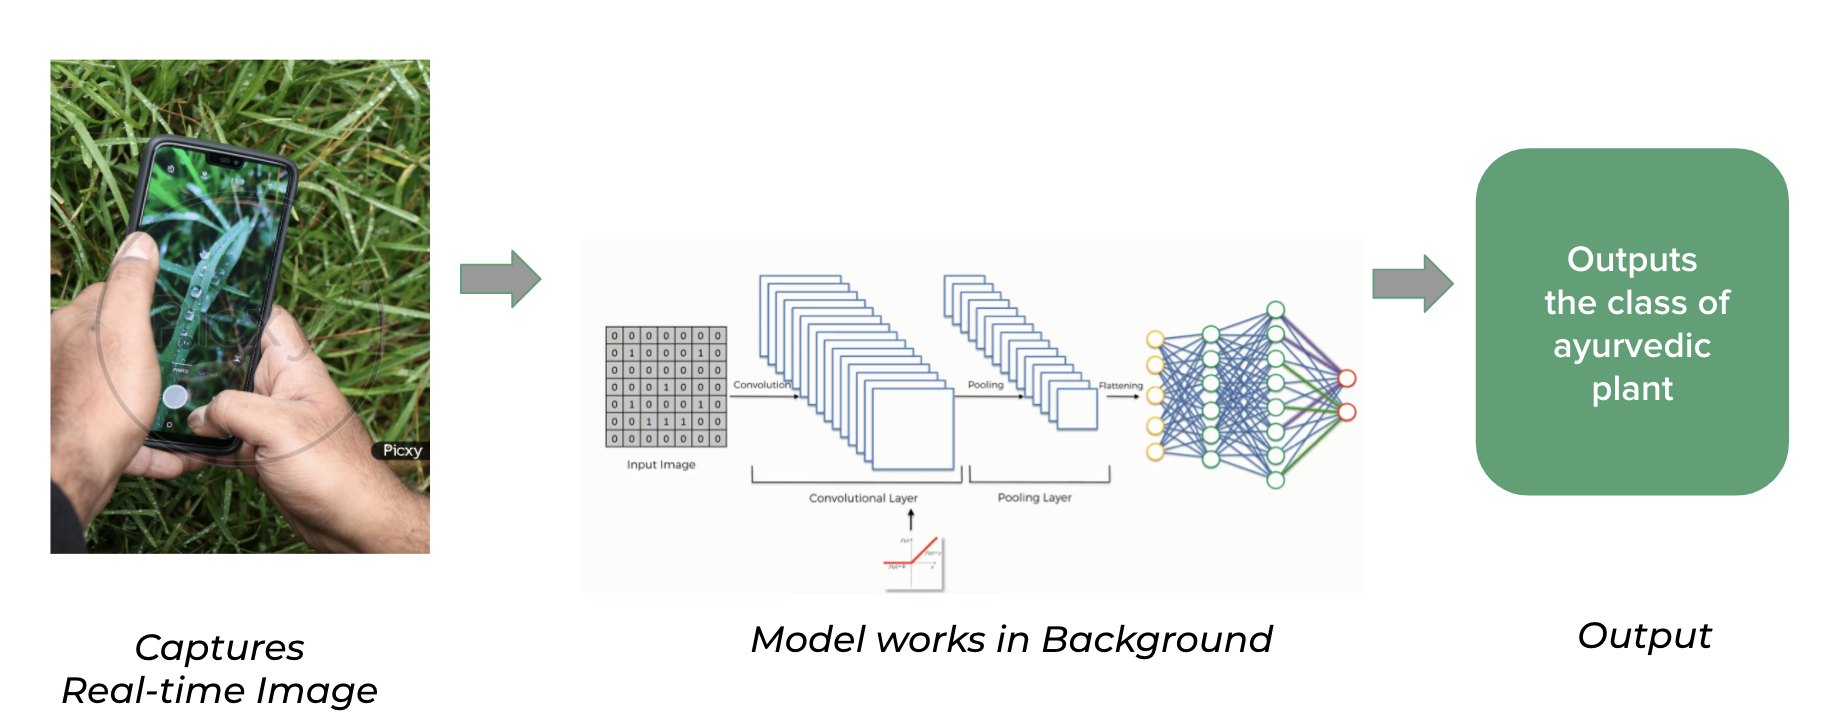 Picxy
Captures
Real-time Image
0 0 0 0 0 0 0
0 1 0 0 0 1 0
0 0 0 0 0 0 0
0 0 0 1 0 0 0
0 1 0 0 0 1 0
0 0 1 1 1 0 0
0 0 0 0 0 0 0
Input Image
Convolution
Convolutional Layer
Pooling
Pooling Layer
Flattening
Model works in Background
Outputs
the class of
ayurvedic
plant
Output